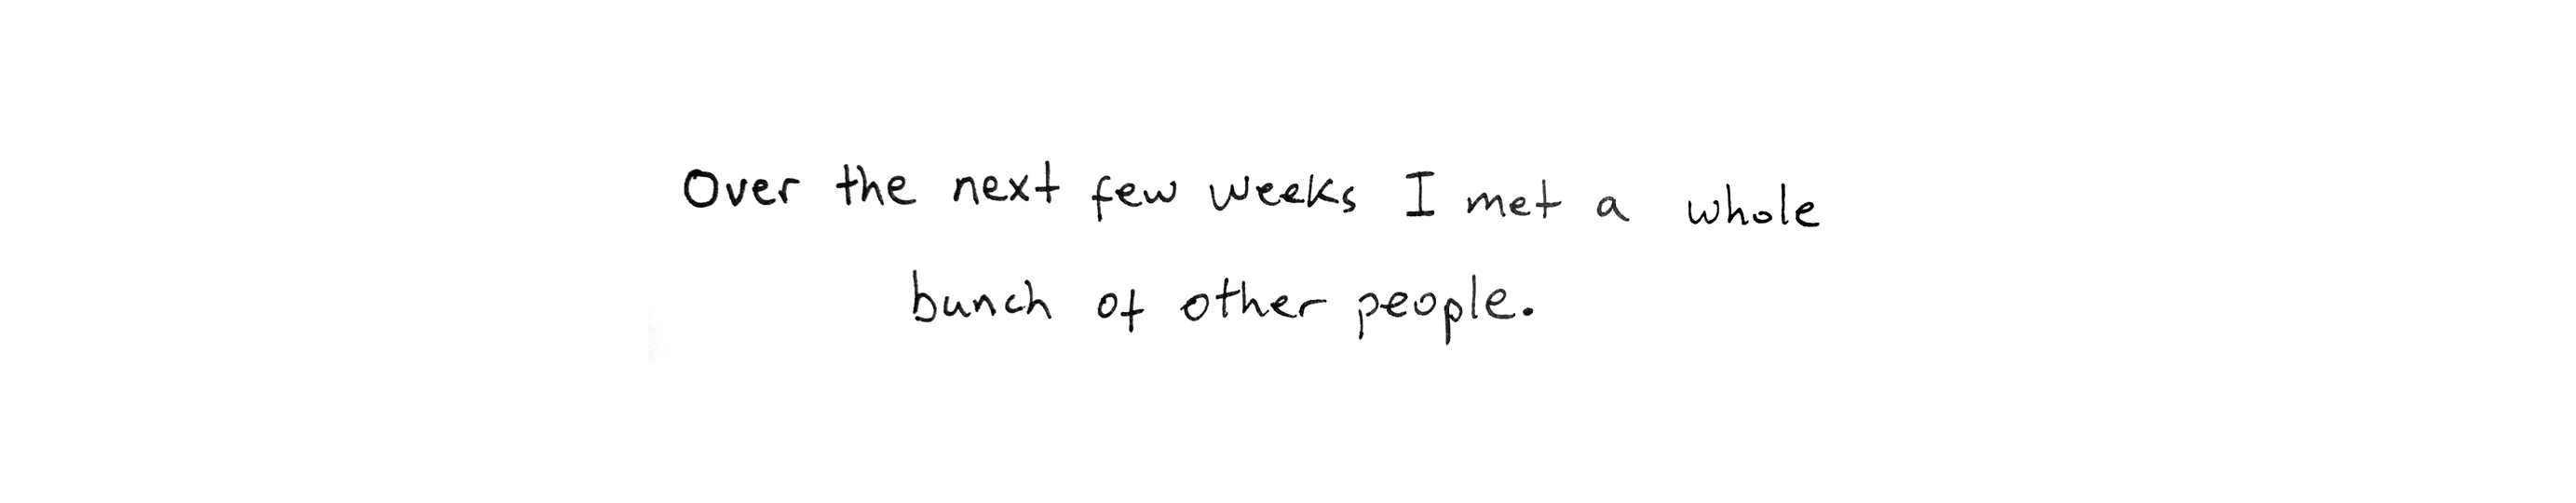 Over the next few weeks I met a whole
bunch of other people.